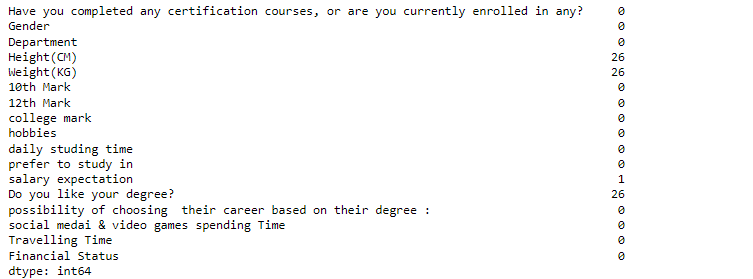 Have you completed any certification courses, or are you currently enrolled in any? 0
Gender 0
Department 0
Height(CM) 26
Weight(KG) 26
10th Mark 0
12th Mark 0
college mark 0
hobbies 0
daily studing time 0
prefer to study in 0
salary expectation 1
Do you like your degree? 26
possibility of choosing  their career based on their degree : 0
social medai & video games spending Time 0
Travelling Time 0
Financial Status 0
dtype: int64